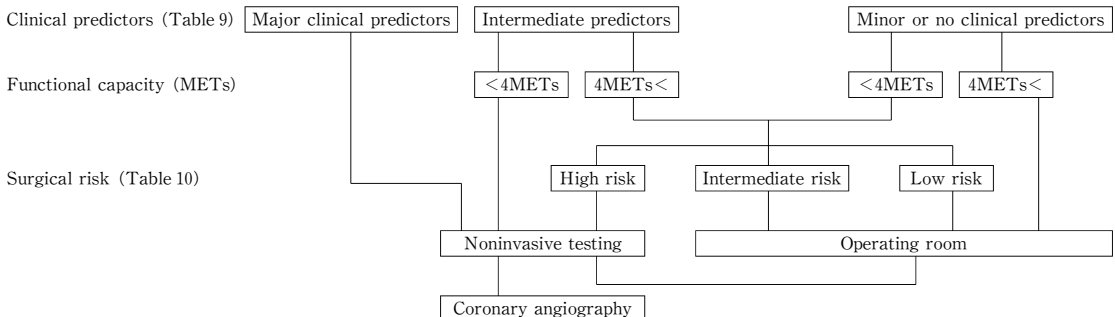 Clinical predictors (Table 9) Major clinical predictors Intermediate predictors Minor or no clinical predictors
Functional capacity (METs) <4METs 4METs< <4METs 4METs<
Surgical risk (Table 10) High risk Intermediate risk Low risk
Noninvasive testing Operating room
Coronary angiography